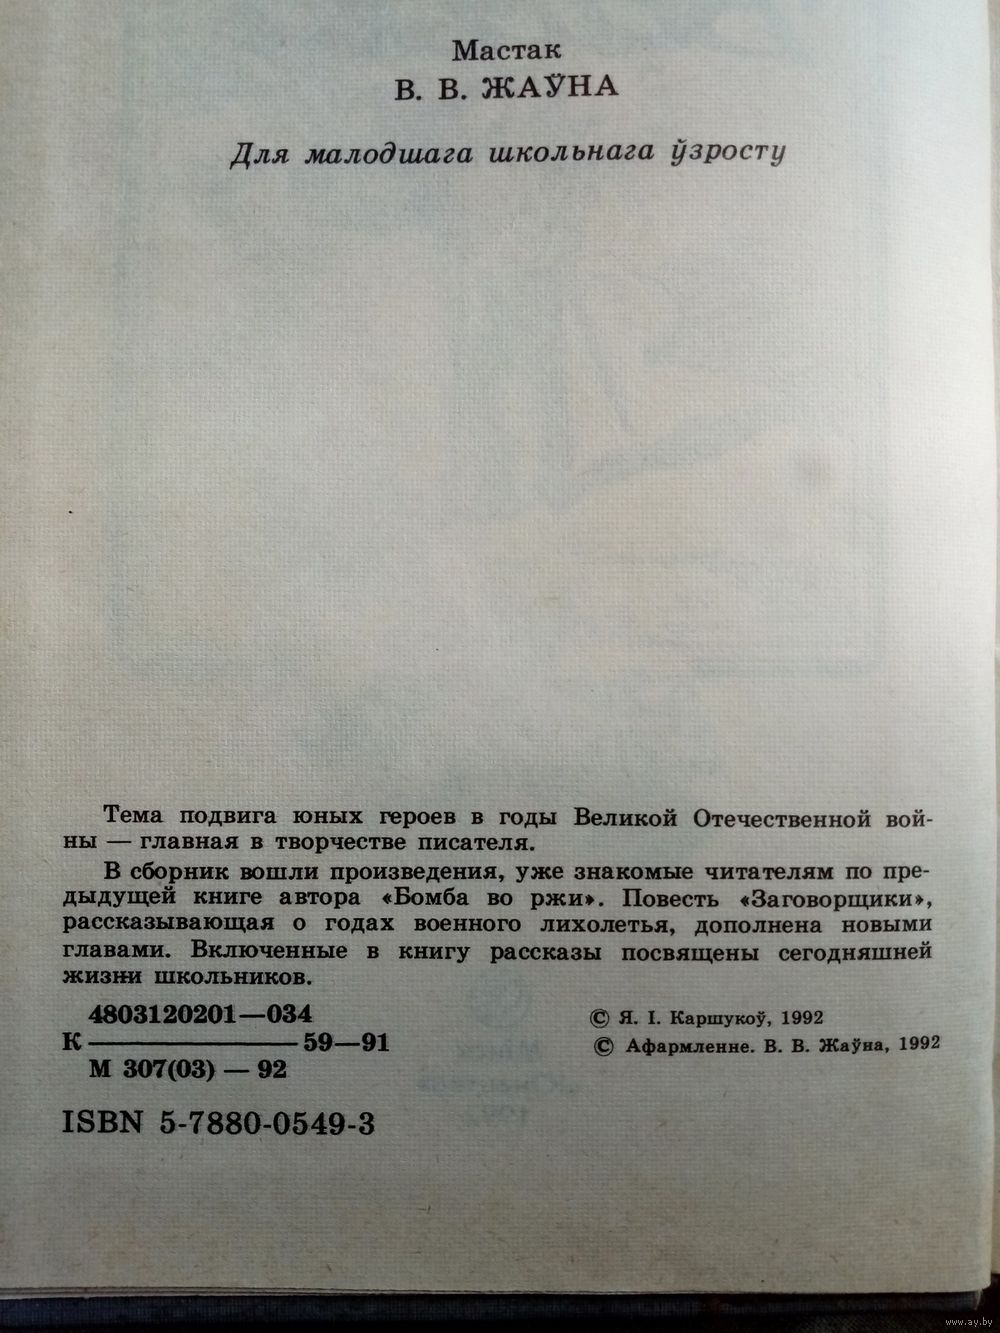 Мастак
В. В. ЖАЎНА
Для малодшага школьнага ўзросту
Тема подвига юных героев в годы Великой Отечественной вой-
ны — главная в творчестве писателя.
В сборник вошли произведения, уже знакомые читателям по пре-
дыдущей книге автора «Бомба во ржи». Повесть «Заговорщики»,
рассказывающая о годах военного лихолетья, дополнена новыми
главами. Включенные в книгу рассказы посвящены сегодняшней
жизни школьников.
4803120201—034
К ———————— 59—91
М 307(03) — 92
© Я. І. Каршукоў, 1992
© Афармленне. В. В. Жаўна, 1992
ISBN 5-7880-0549-3
www.ay.by